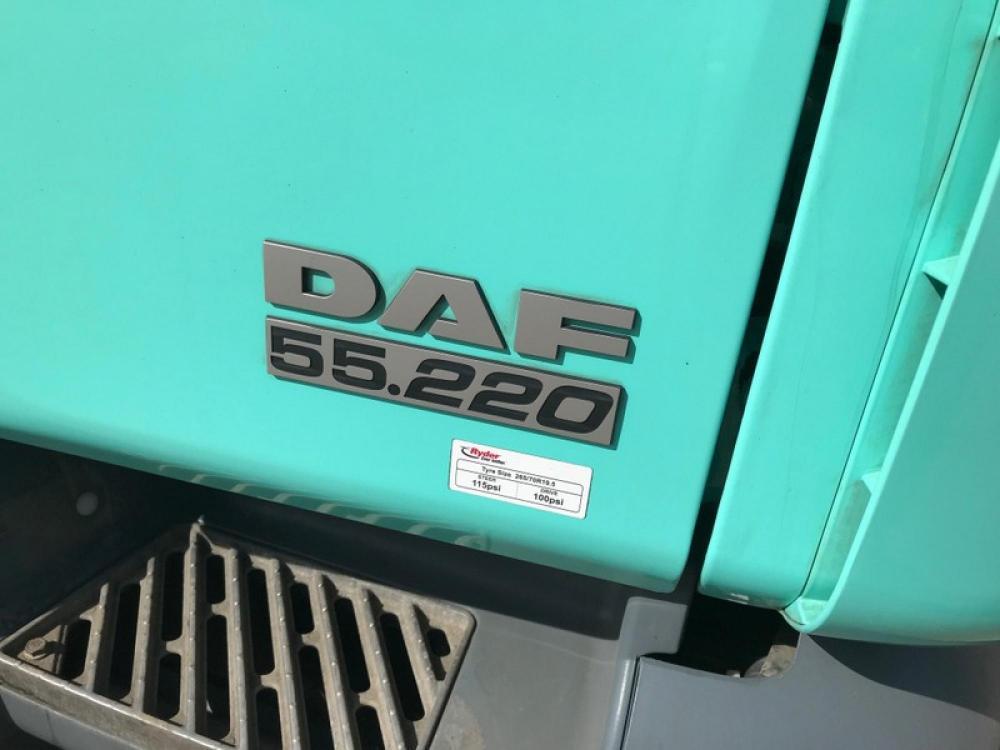 DAF
55.220
Ryder
Tyre Size 265/70R19.5
STEER DRIVE
115psi 100psi